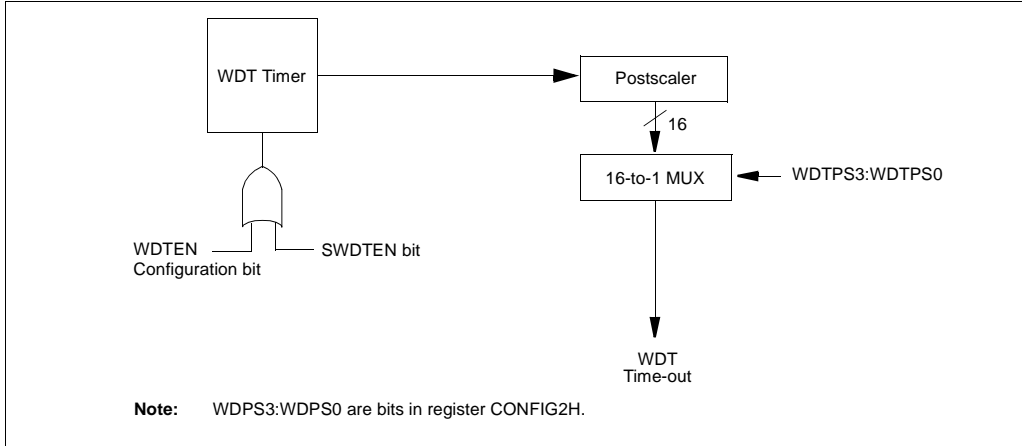 WDT Timer
Postscaler
16
16-to-1 MUX
WDTPS3:WDTPS0
WDTEN
Configuration bit
SWDTEN bit
WDT
Time-out
Note: WDPS3:WDPS0 are bits in register CONFIG2H.